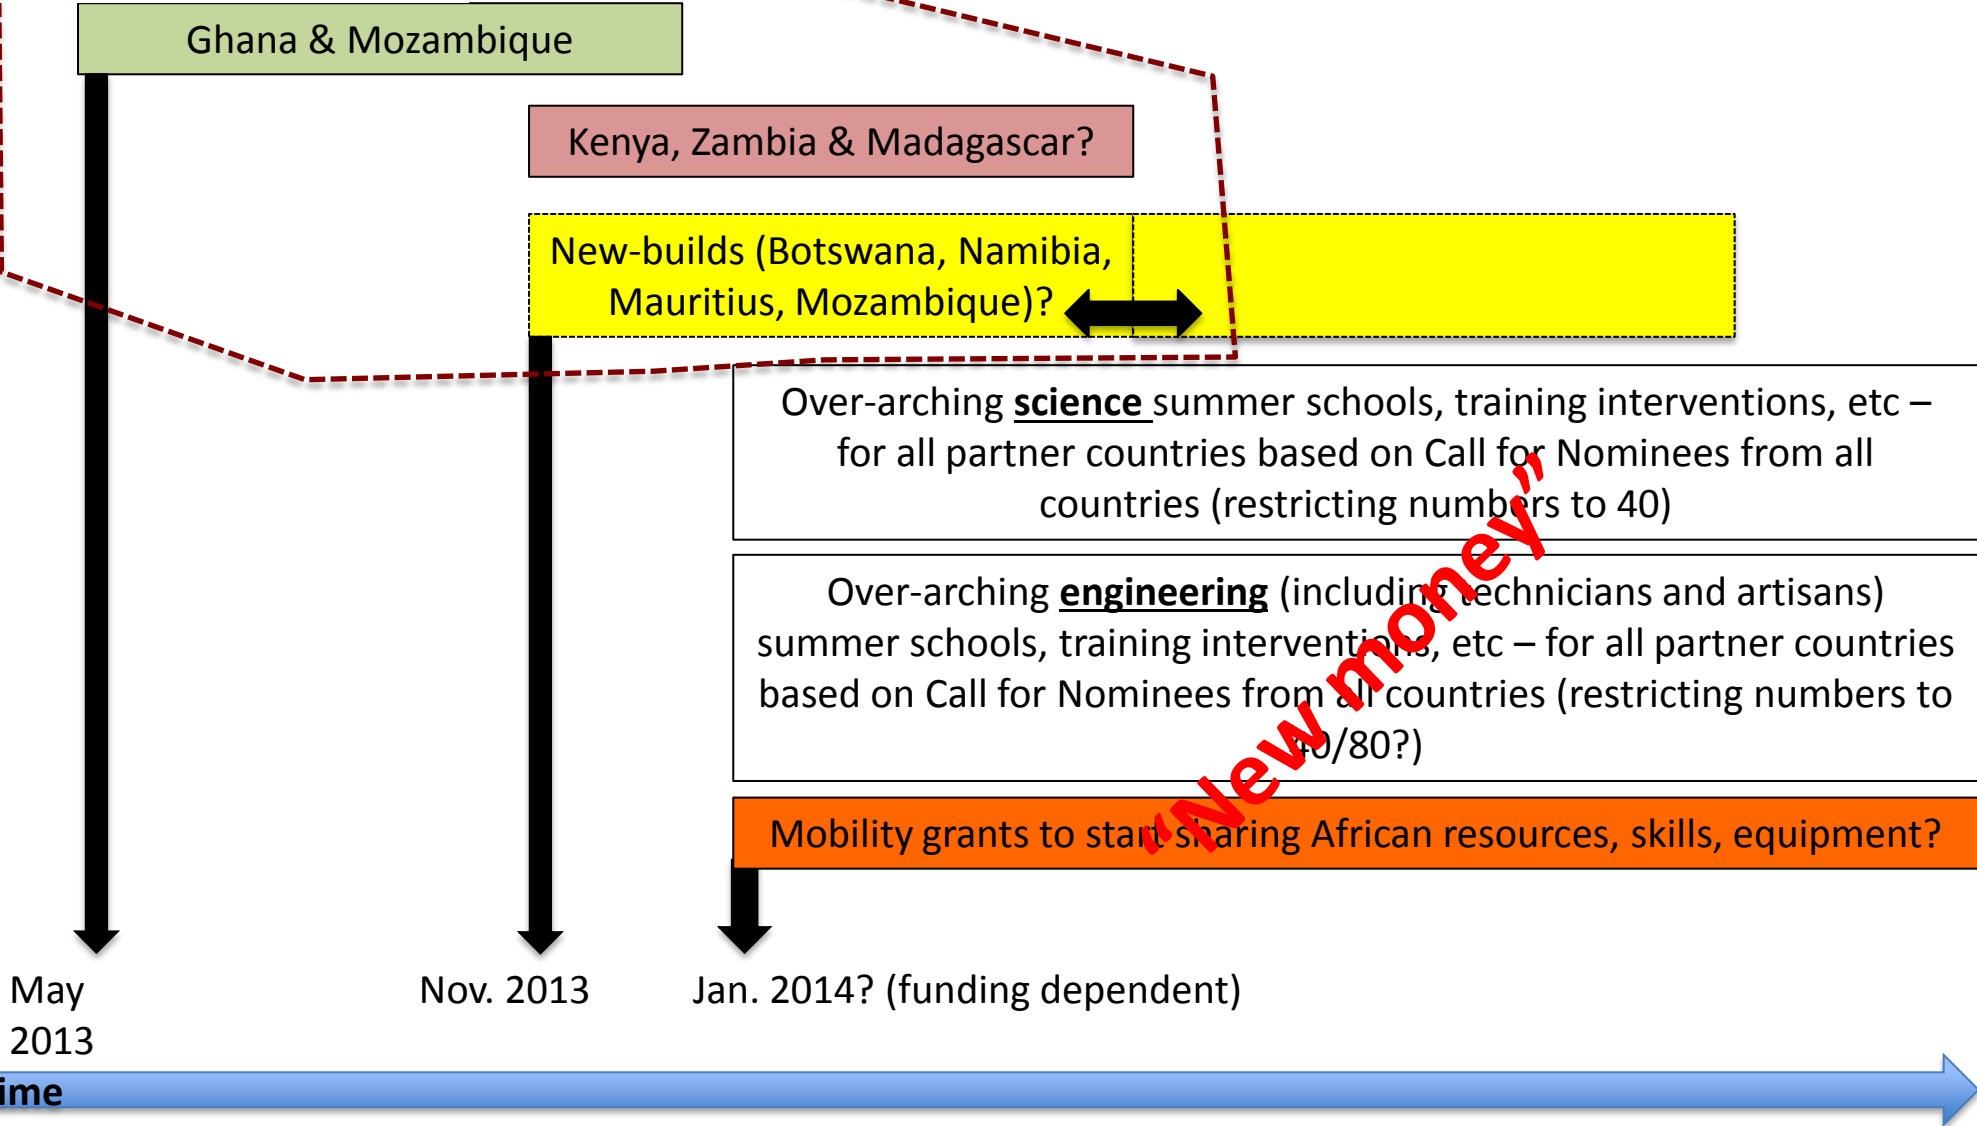 Ghana & Mozambique
Kenya, Zambia & Madagascar?
New-builds (Botswana, Namibia,
Mauritius, Mozambique)?
Over-arching science summer schools, training interventions, etc –
for all partner countries based on Call for Nominees from all
countries (restricting numbers to 40)
Over-arching engineering (including technicians and artisans)
summer schools, training interventions, etc – for all partner countries
based on Call for Nominees from all countries (restricting numbers to
40/80?)
“New money”
Mobility grants to start sharing African resources, skills, equipment?
May
2013
Nov. 2013
Jan. 2014? (funding dependent)
ime